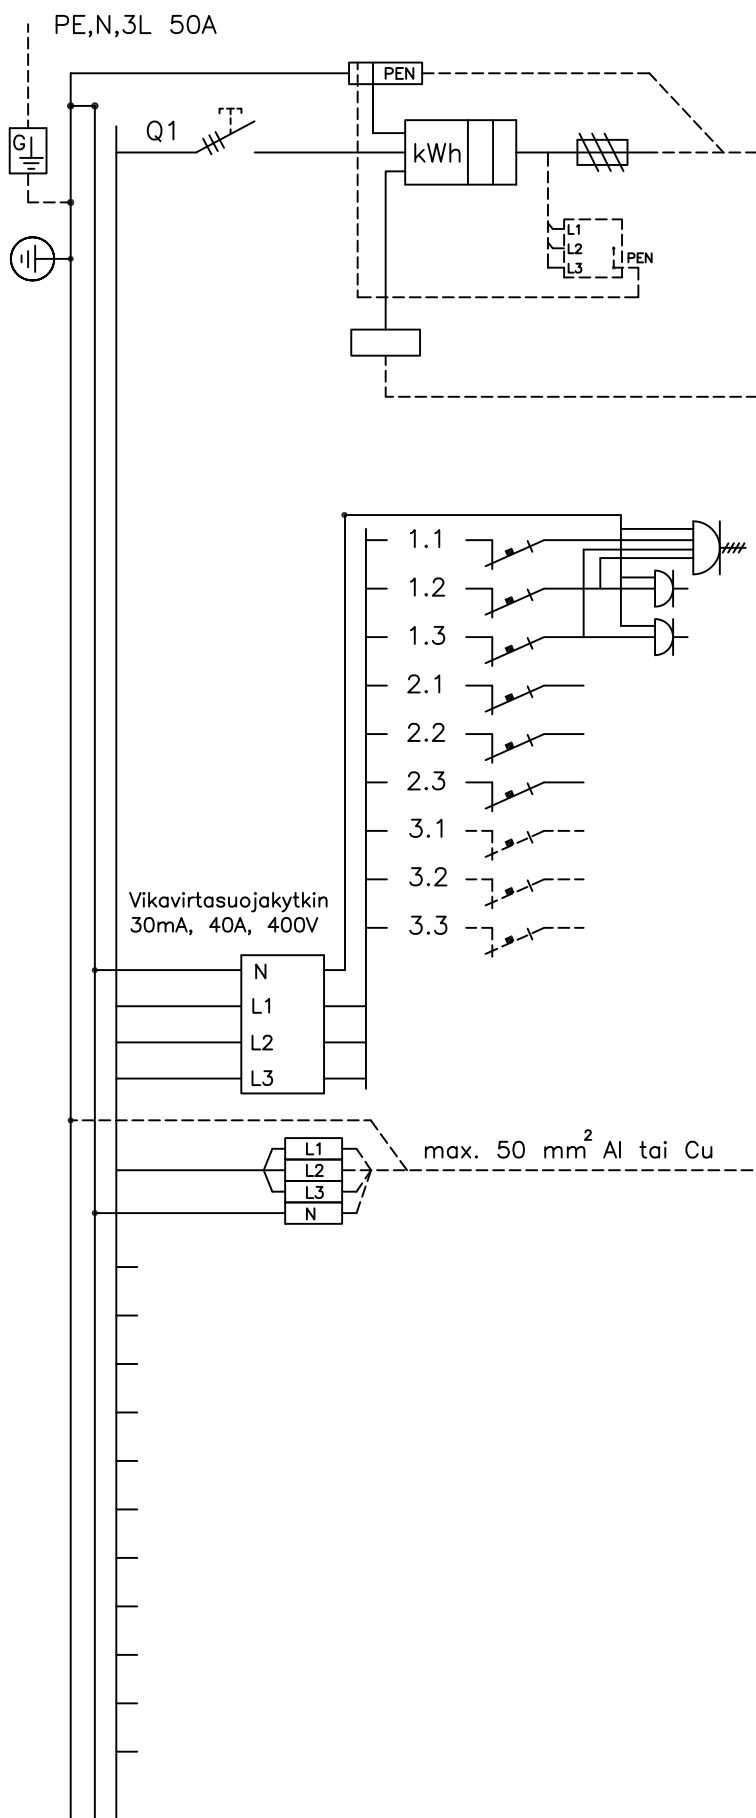 PE,N,3L 50A
PEN
Q1
kWh
G
L1
L2
PEN
L3
1.1
1.2
1.3
2.1
2.2
2.3
3.1
3.2
3.3
Vikavirtasuojakytkin
30mA, 40A, 400V
N
L1
L2
L3
max. 50 mm² Al tai Cu
L1
L2
L3
N